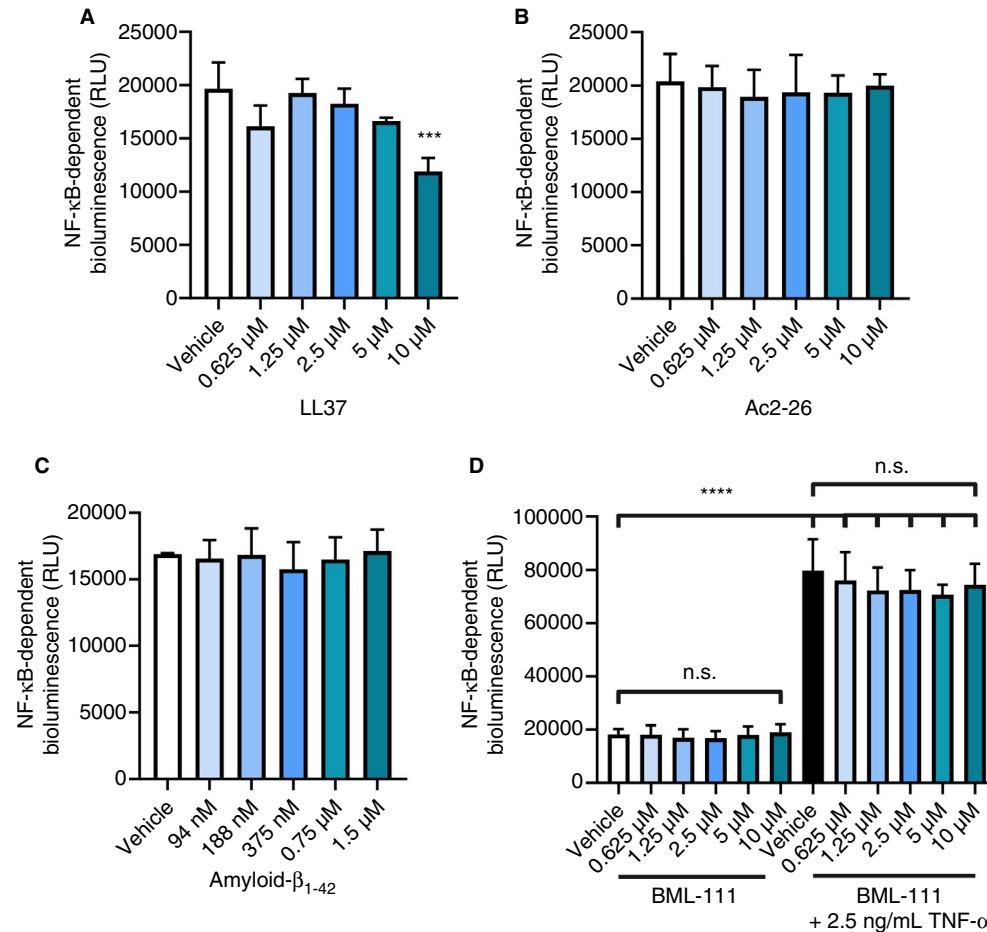 A
NF-κB-dependent
bioluminescence (RLU)
25000
20000
15000
10000
5000
0
***
Vehicle
0.625 µM
1.25 µM
2.5 µM
5 µM
10 µM
LL37
B
NF-κB-dependent
bioluminescence (RLU)
25000
20000
15000
10000
5000
0
Vehicle
0.625 µM
1.25 µM
2.5 µM
5 µM
10 µM
Ac2-26
C
NF-κB-dependent
bioluminescence (RLU)
20000
15000
10000
5000
0
Vehicle
94 nM
188 nM
375 nM
0.75 µM
1.5 µM
Amyloid-β1-42
D
NF-κB-dependent
bioluminescence (RLU)
100000
80000
60000
40000
20000
0
n.s.
****
n.s.
Vehicle
0.625 µM
1.25 µM
2.5 µM
5 µM
10 µM
Vehicle
0.625 µM
1.25 µM
2.5 µM
5 µM
10 µM
BML-111
BML-111
+ 2.5 ng/mL TNF-α